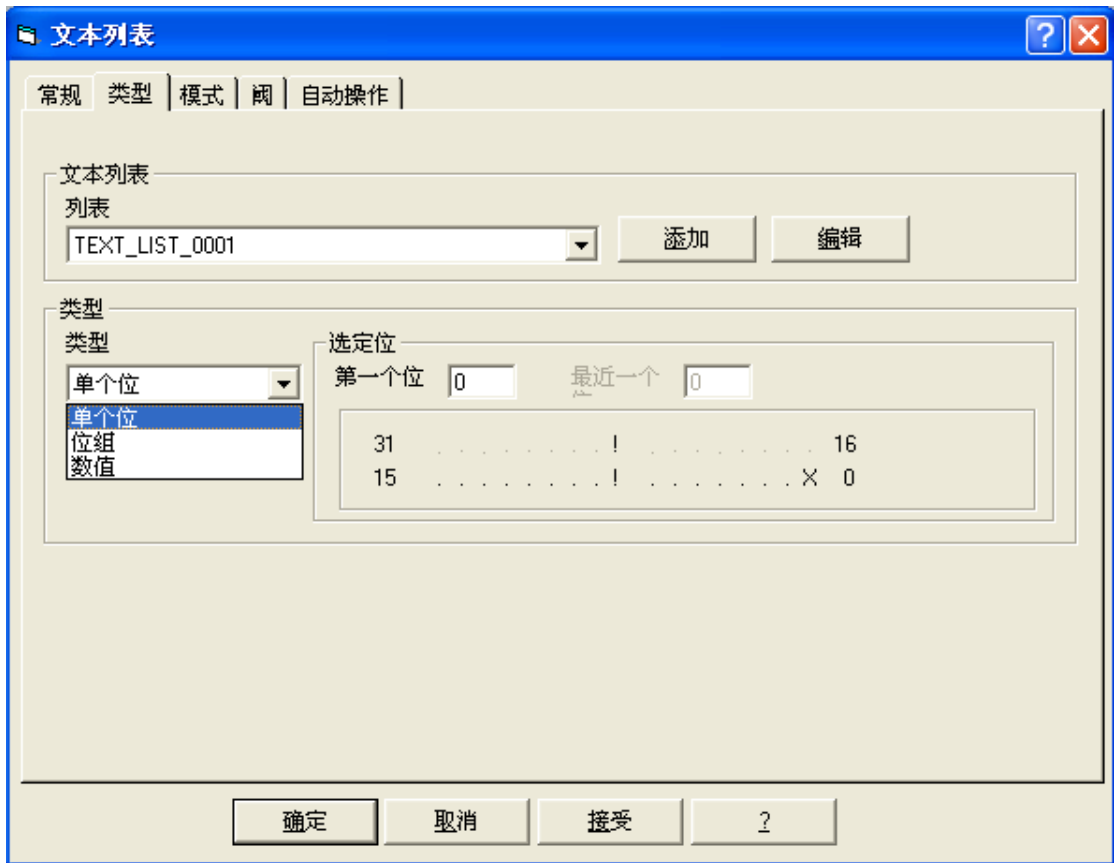 文本列表
常规 类型 模式 阈 自动操作
文本列表
列表
TEXT_LIST_0001 添加 编辑
类型
类型 选定位
单个位 第一个位 0 最近一个位 0
单个位
位组
数值
31 . . . . . . . . ! . . . . . . . . 16
15 . . . . . . . . ! . . . . . . . X 0
确定 取消 接受 ?